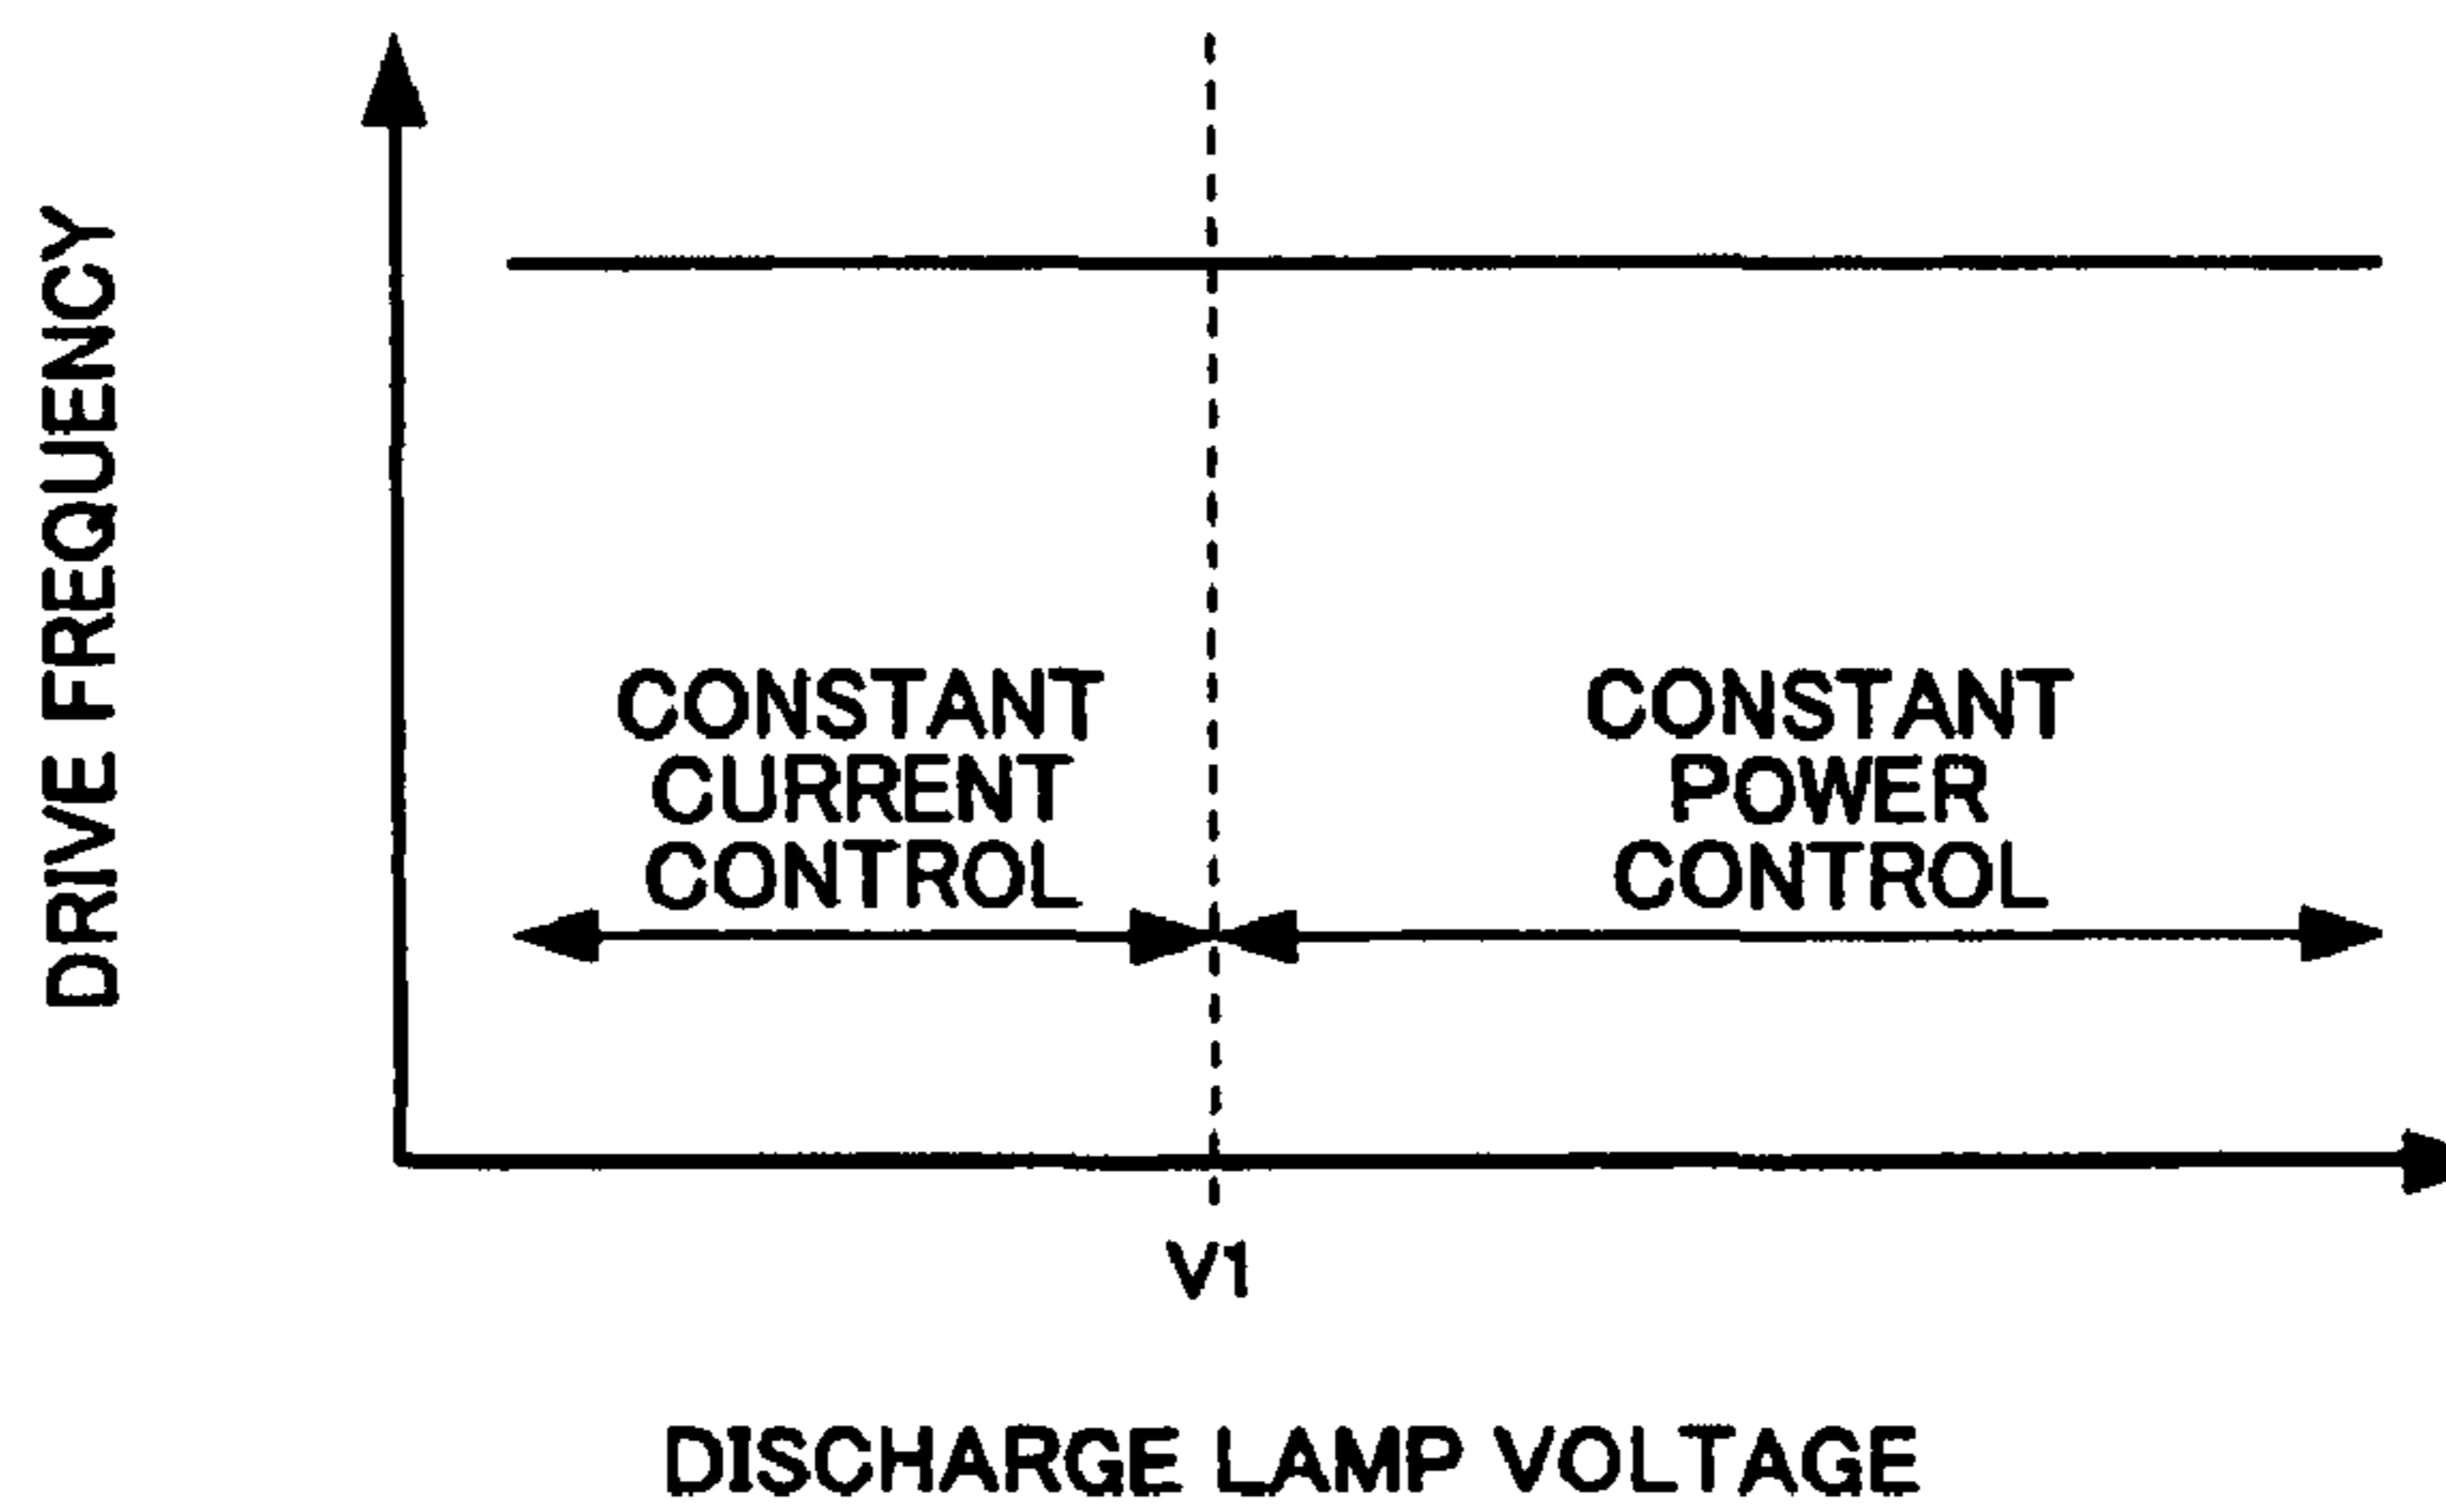 DRIVE FREQUENCY
CONSTANT
CURRENT
CONTROL
CONSTANT
POWER
CONTROL
V1
DISCHARGE LAMP VOLTAGE